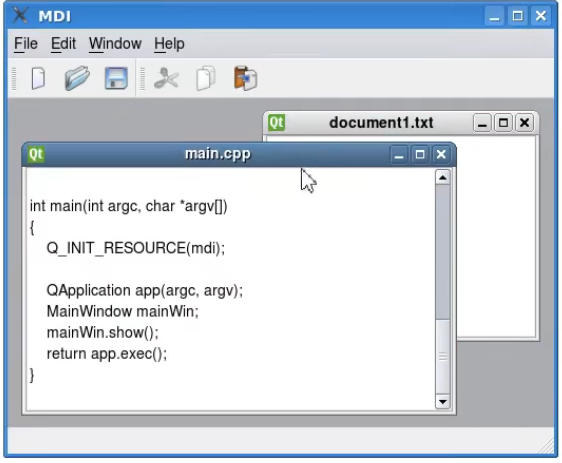 MDI
File Edit Window Help
Qt document1.txt
Qt main.cpp
int main(int argc, char *argv[])
{
    Q_INIT_RESOURCE(mdi);
    QApplication app(argc, argv);
    MainWindow mainWin;
    mainWin.show();
    return app.exec();
}